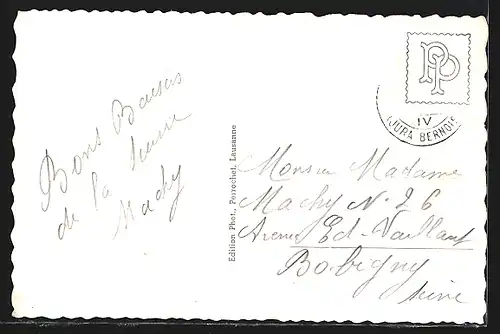 Bons Baisers
de la
Machy
Edition Phot., Perrochet, Lausanne
PP
IV
(JURA BERNOIS)
Monsieur Madame
Machy N° 26
Avenue Ed-Vaillant
Bobigny
Seine